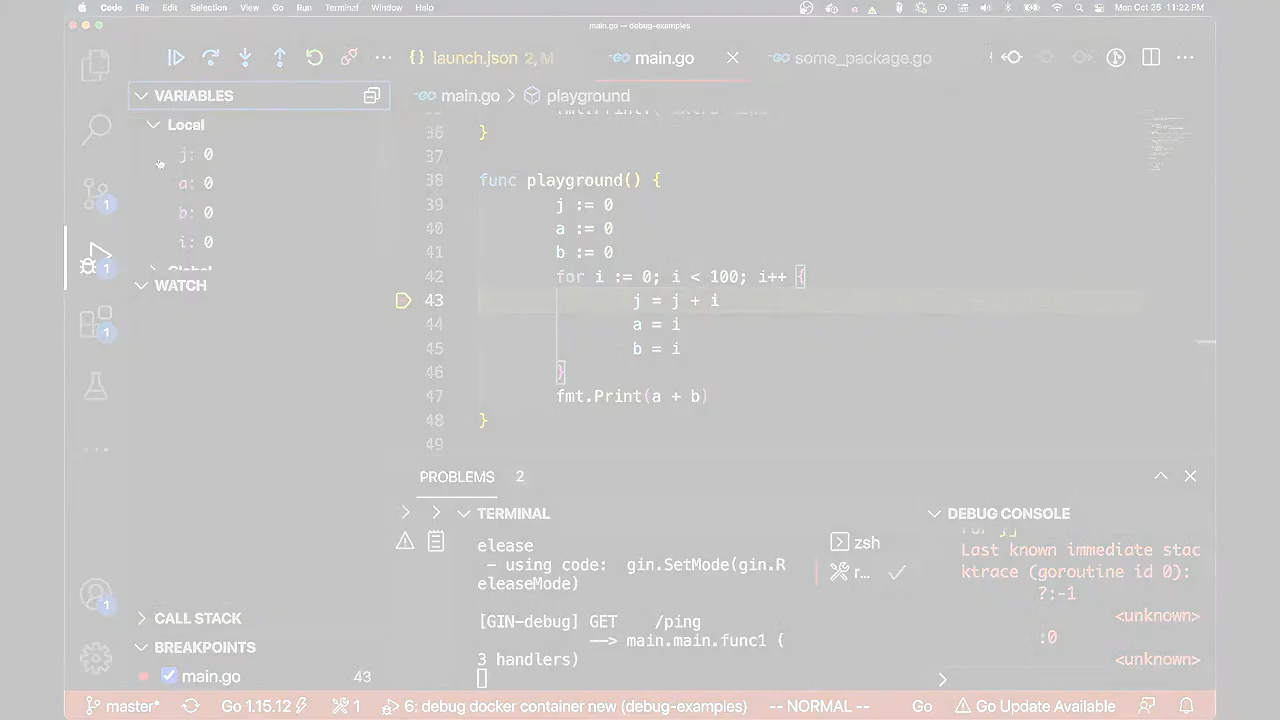 Code File Edit Selection View Go Run Terminal Window Help Mon Oct 25 11:22 PM
main.go — debug-examples
{} launch.json 2, M main.go some_package.go
VARIABLES
Local
j: 0
a: 0
b: 0
i: 0
Global
WATCH
CALL STACK
BREAKPOINTS
main.go 43
1
1
1
1
main.go > playground
36 }
37
38 func playground() {
39 j := 0
40 a := 0
41 b := 0
42 for i := 0; i < 100; i++ {
43 j = j + i
44 a = i
45 b = i
46 }
47 fmt.Print(a + b)
48 }
49
PROBLEMS 2
TERMINAL
elease
- using code: gin.SetMode(gin.R
eleaseMode)
[GIN-debug] GET /ping
—> main.main.func1 (
3 handlers)
zsh
r...
DEBUG CONSOLE
Last known immediate stac
ktrace (goroutine id 0):
?:-1
<unknown>
:0
<unknown>
master* Go 1.15.12 1 6: debug docker container new (debug-examples) -- NORMAL -- Go Go Update Available